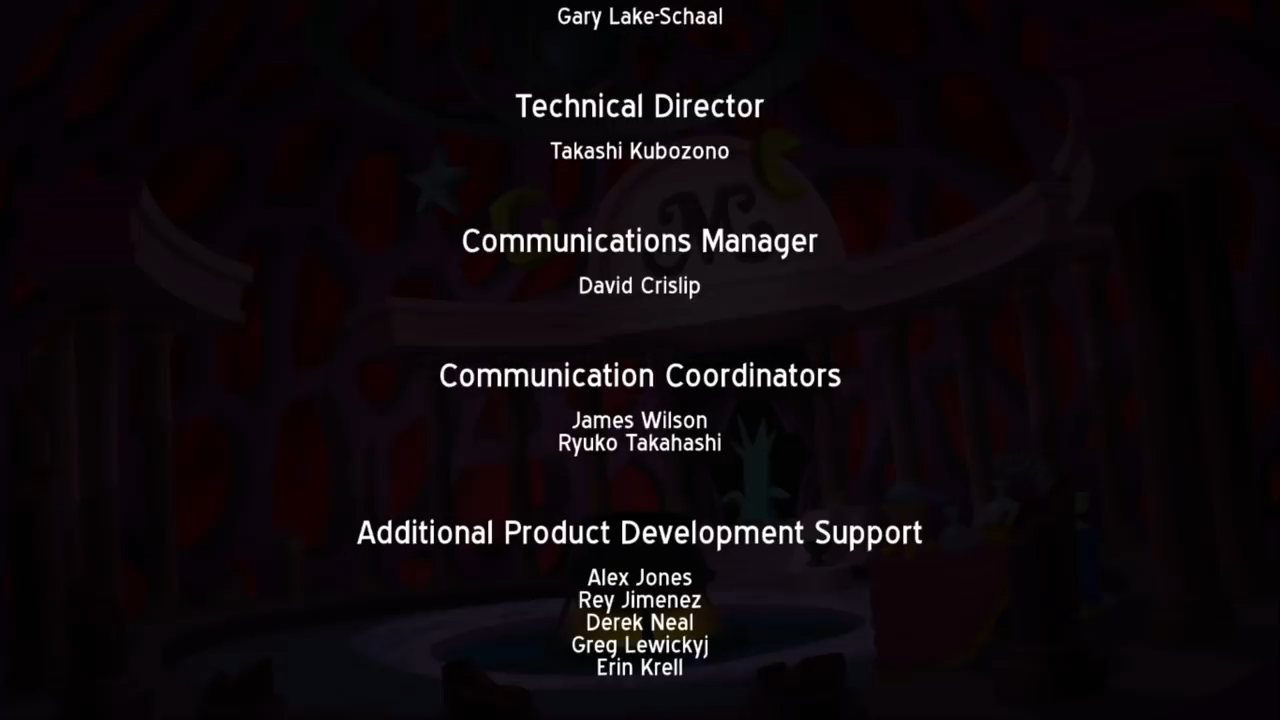 Gary Lake-Schaal
Technical Director
Takashi Kubozono
M
Communications Manager
David Crislip
Communication Coordinators
James Wilson
Ryuko Takahashi
Additional Product Development Support
Alex Jones
Rey Jimenez
Derek Neal
Greg Lewickyj
Erin Krell